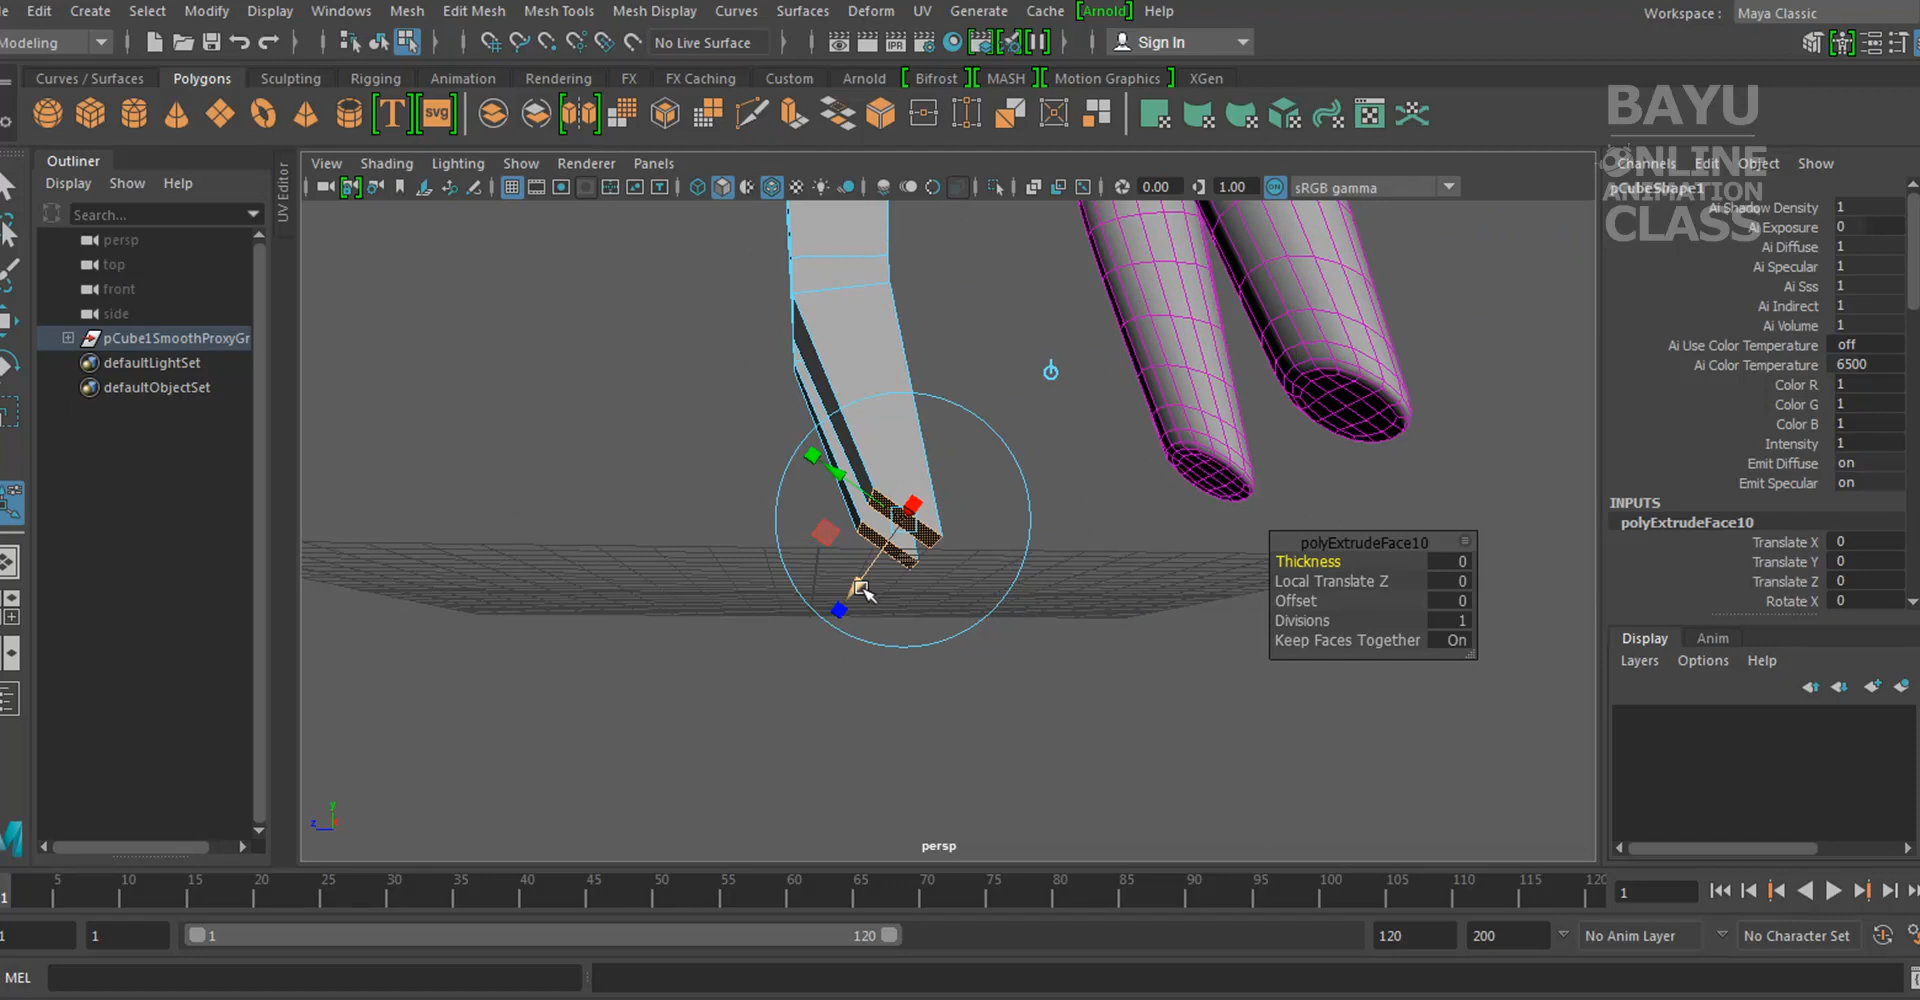 Edit Create Select Modify Display Windows Mesh Edit Mesh Mesh Tools Mesh Display Curves Surfaces Deform UV Generate Cache [Arnold] Help
Workspace : Maya Classic
Modeling
No Live Surface
IPR
Sign In
Curves / Surfaces Polygons Sculpting Rigging Animation Rendering FX FX Caching Custom Arnold [ Bifrost ][ MASH ][ Motion Graphics ] XGen
T
svg
BAYU
ONLINE
ANIMATION
CLASS
Outliner
Display Show Help
Search...
persp
top
front
side
pCube1SmoothProxyGr
defaultLightSet
defaultObjectSet
UV Editor
View Shading Lighting Show Renderer Panels
0.00
1.00
ON
sRGB gamma
polyExtrudeFace10
Thickness 0
Local Translate Z 0
Offset 0
Divisions 1
Keep Faces Together On
y
z
persp
Channels Edit Object Show
pCubeShape1
Ai Shadow Density 1
Ai Exposure 0
Ai Diffuse 1
Ai Specular 1
Ai Sss 1
Ai Indirect 1
Ai Volume 1
Ai Use Color Temperature off
Ai Color Temperature 6500
Color R 1
Color G 1
Color B 1
Intensity 1
Emit Diffuse on
Emit Specular on
INPUTS
polyExtrudeFace10
Translate X 0
Translate Y 0
Translate Z 0
Rotate X 0
Display Anim
Layers Options Help
1 5 10 15 20 25 30 35 40 45 50 55 60 65 70 75 80 85 90 95 100 105 110 115 120
1
1 1 1 120 120 200
No Anim Layer
No Character Set
MEL